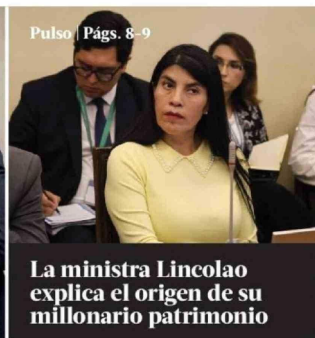 Pulso | Págs. 8-9
La ministra Lincolao
explica el origen de su
millonario patrimonio